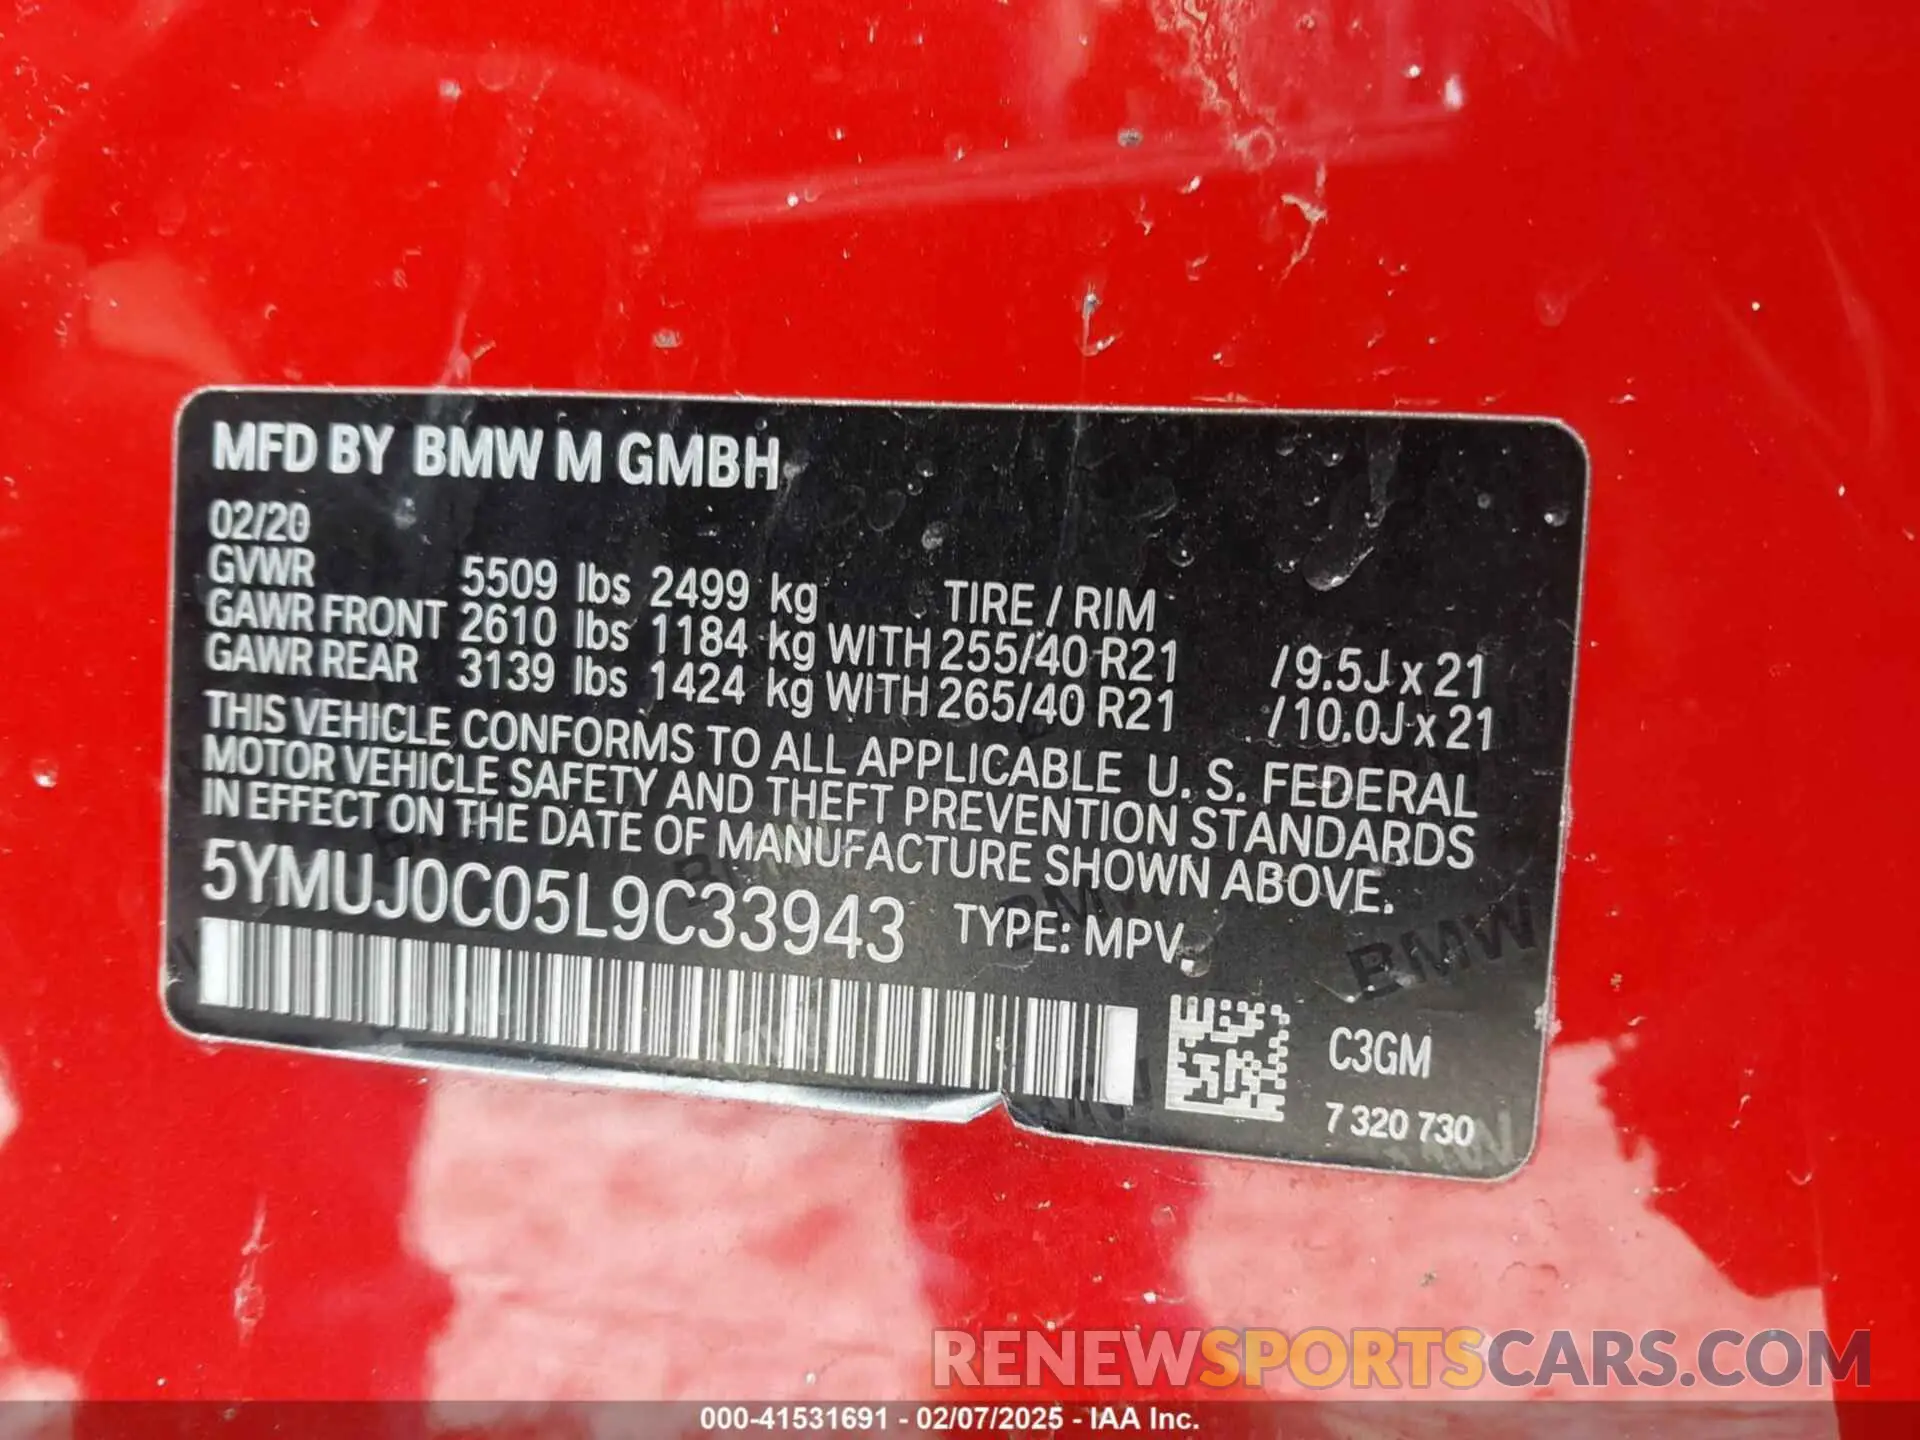 MFD BY BMW M GMBH
02/20
GVWR 5509 lbs 2499 kg TIRE / RIM
GAWR FRONT 2610 lbs 1184 kg WITH 255/40 R21 /9.5J x 21
GAWR REAR 3139 lbs 1424 kg WITH 265/40 R21 /10.0J x 21
THIS VEHICLE CONFORMS TO ALL APPLICABLE U. S. FEDERAL
MOTOR VEHICLE SAFETY AND THEFT PREVENTION STANDARDS
IN EFFECT ON THE DATE OF MANUFACTURE SHOWN ABOVE.
5YMUJ0C05L9C33943 TYPE: MPV
BMW
C3GM
7 320 730
RENEWSPORTSCARS.COM
000-41531691 - 02/07/2025 - IAA Inc.